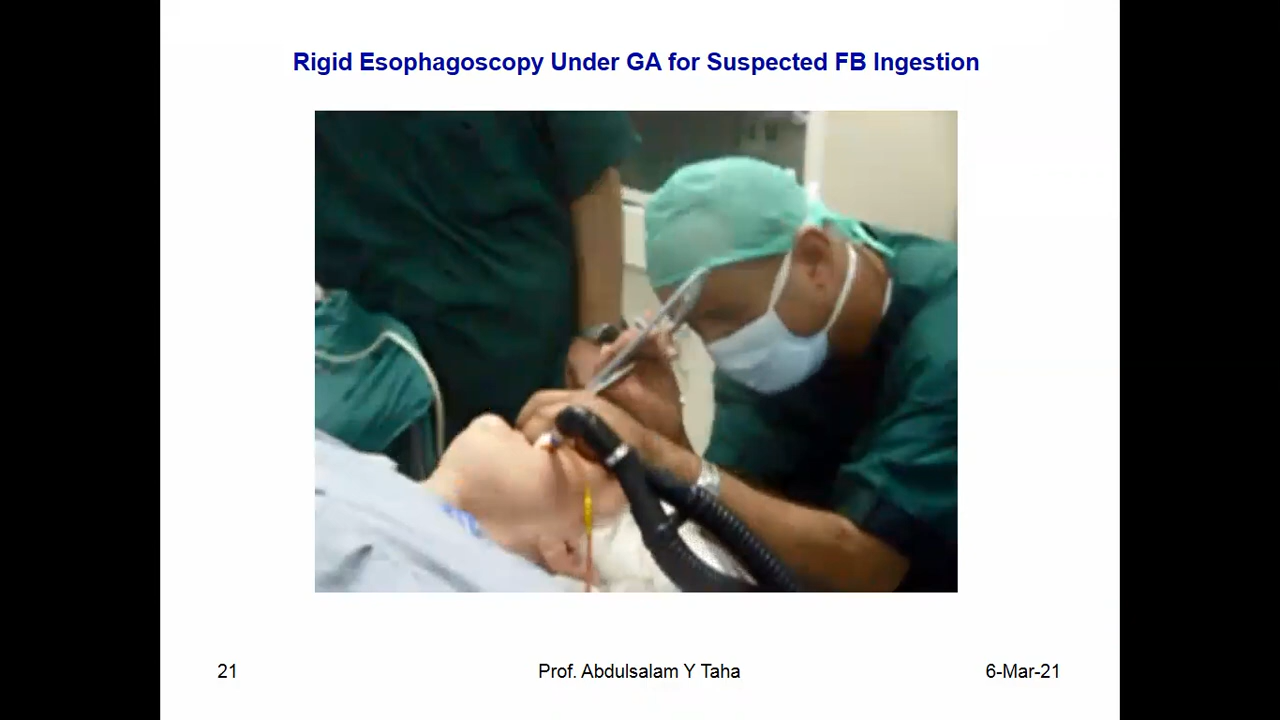 Rigid Esophagoscopy Under GA for Suspected FB Ingestion
21 Prof. Abdulsalam Y Taha 6-Mar-21